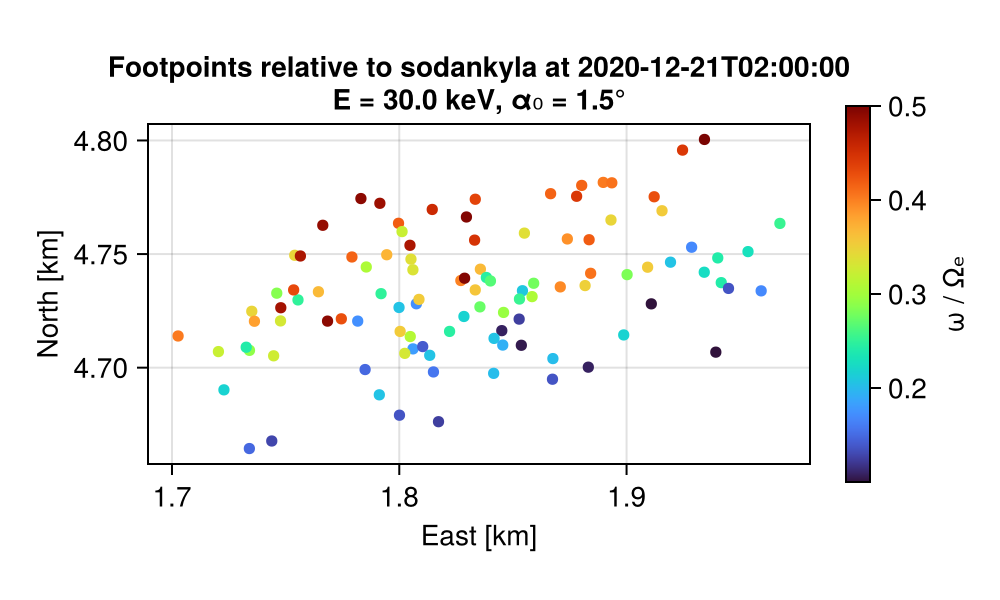 Footpoints relative to sodankyla at 2020-12-21T02:00:00
E = 30.0 keV, α₀ = 1.5°
North [km]
4.80
4.75
4.70
1.7
1.8
1.9
East [km]
0.5
0.4
0.3
0.2
ω / Ωₑ